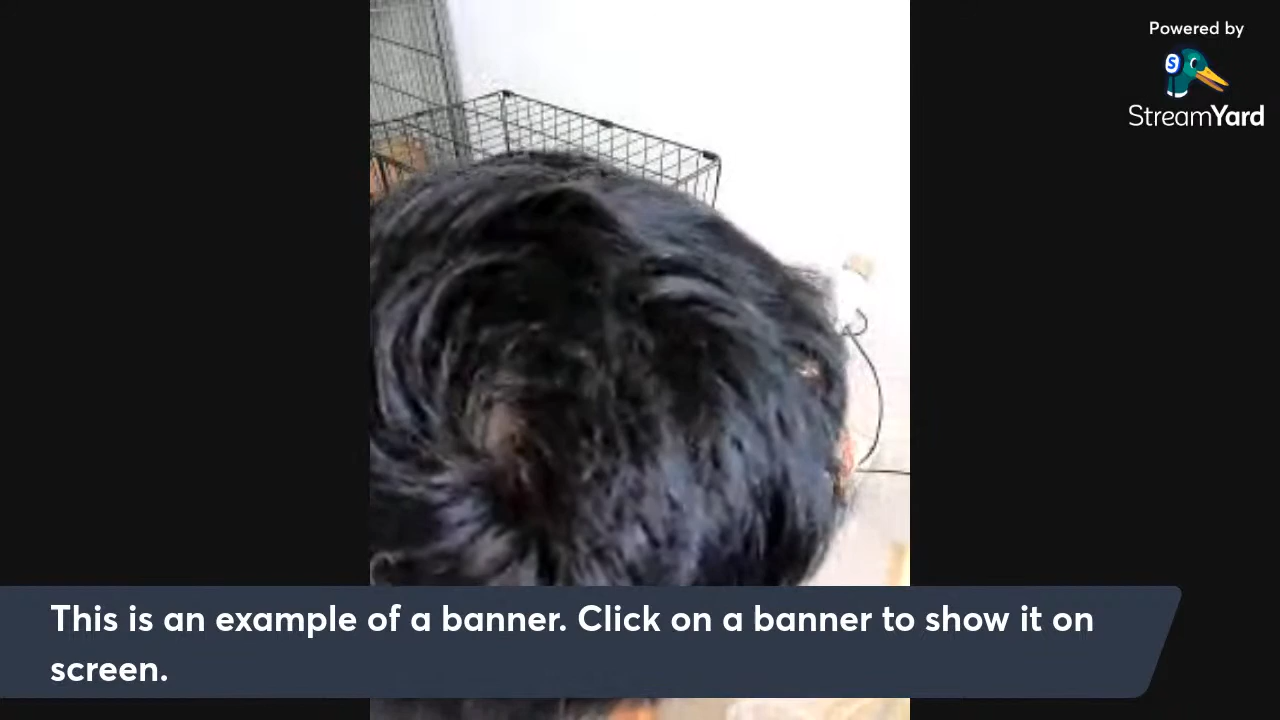 Powered by
S
StreamYard
This is an example of a banner. Click on a banner to show it on
screen.